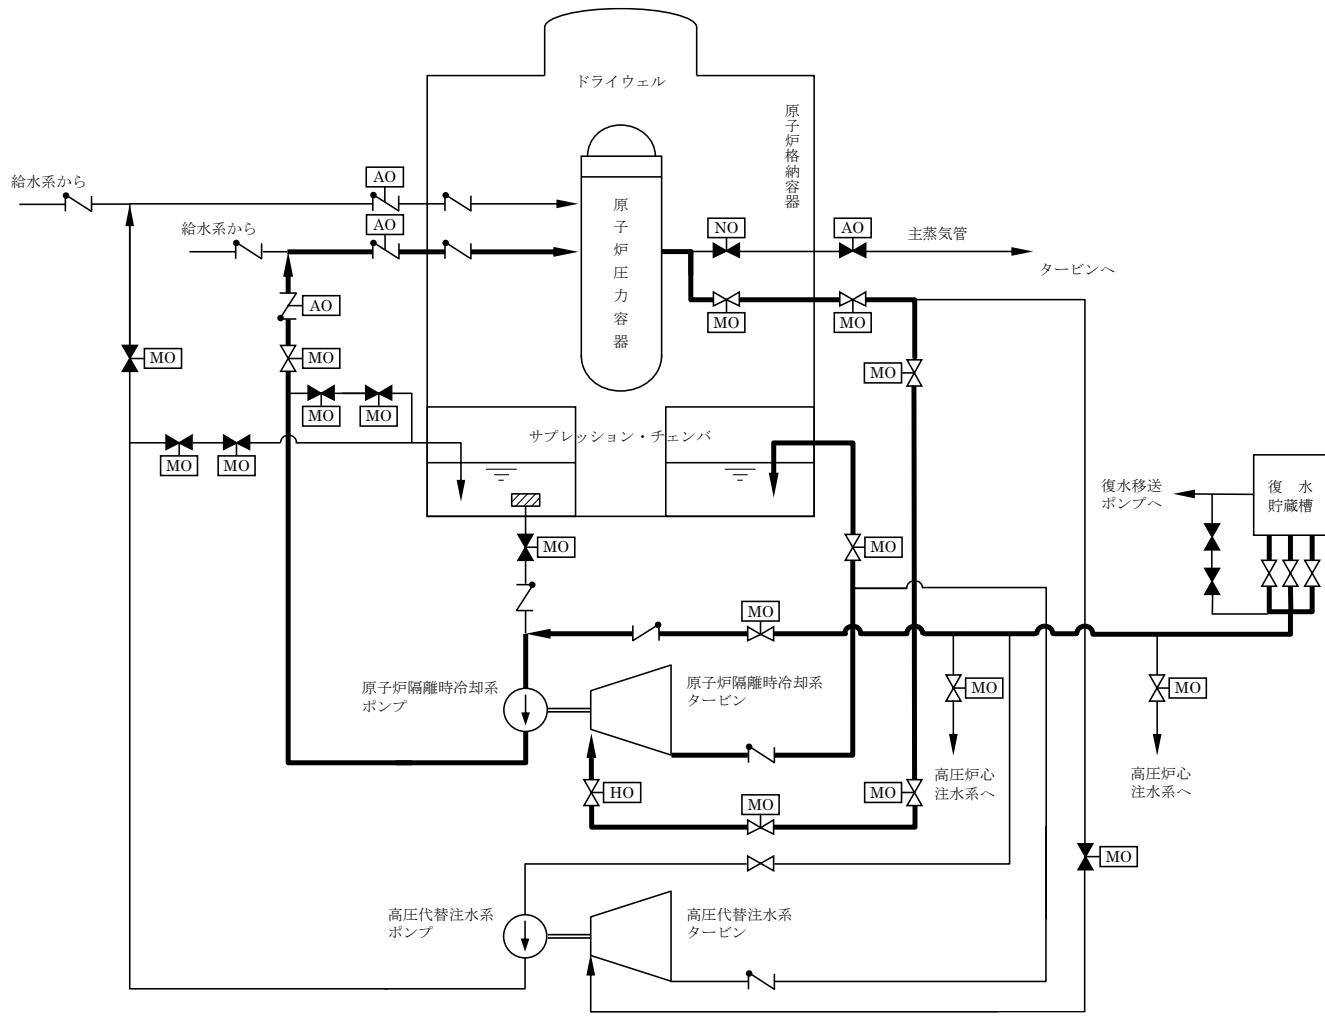 ドライウェル
原子炉格納容器
AO
給水系から
給水系から
AO
原子炉圧力容器
NO
AO
主蒸気管
タービンへ
AO
MO
MO
MO
MO
MO
MO
MO
サプレッション・チェンバ
MO
MO
復水移送
ポンプへ
復 水
貯蔵槽
MO
MO
MO
原子炉隔離時冷却系
ポンプ
原子炉隔離時冷却系
タービン
MO
MO
高圧炉心
注水系へ
高圧炉心
注水系へ
HO
MO
MO
MO
高圧代替注水系
ポンプ
高圧代替注水系
タービン